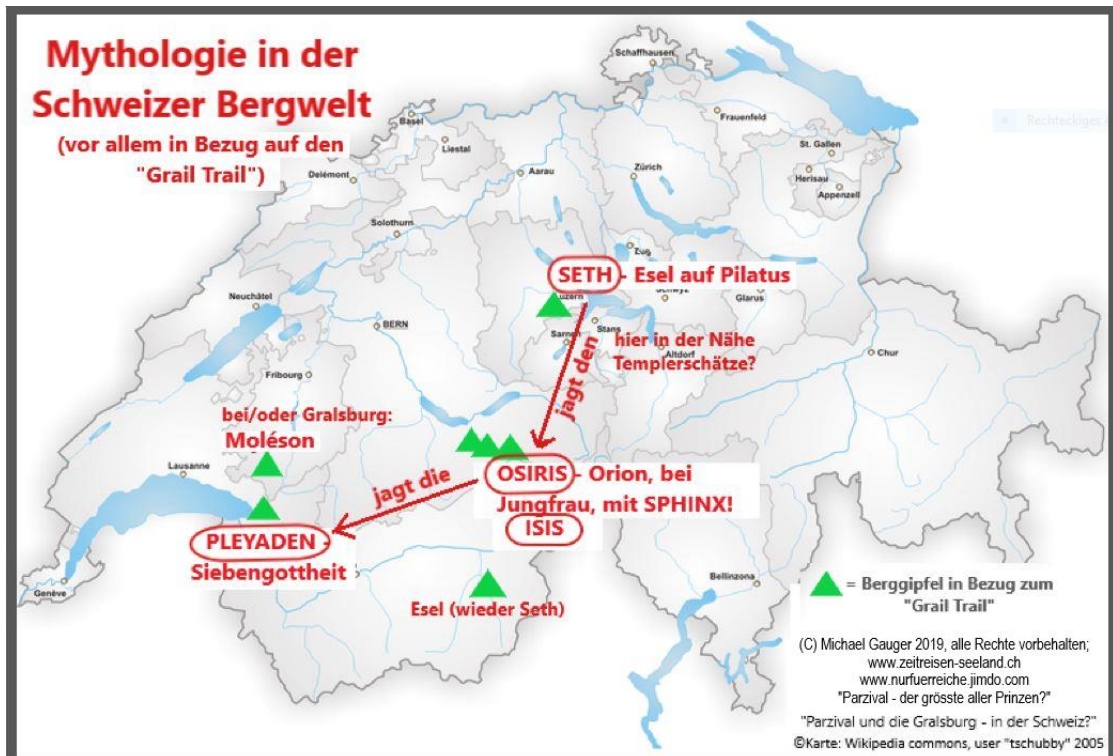 Mythologie in der
Schweizer Bergwelt
(vor allem in Bezug auf den
"Grail Trail")
Rechteckiges
Schaffhausen
Basel
Liestal
Frauenfeld
St. Gallen
Herisau
Appenzell
Delémont
Aarau
Zürich
Solothurn
Zug
SETH - Esel auf Pilatus
Neuchâtel
Glarus
BERN
Stans
Sarnen
Altdorf
hier in der Nähe
Templerschätze?
Chur
jagt den
Fribourg
bei/oder Gralsburg:
Moléson
Lausanne
jagt die
OSIRIS - Orion, bei
Jungfrau, mit SPHINX!
ISIS
PLEYADEN -
Siebengottheit
Genève
Esel (wieder Seth)
Bellinzona
= Berggipfel in Bezug zum
"Grail Trail"
(C) Michael Gauger 2019, alle Rechte vorbehalten;
www.zeitreisen-seeland.ch
www.nurfuerreiche.jimdo.com
"Parzival - der grösste aller Prinzen?"
"Parzival und die Gralsburg - in der Schweiz?"
©Karte: Wikipedia commons, user "tschubby" 2005